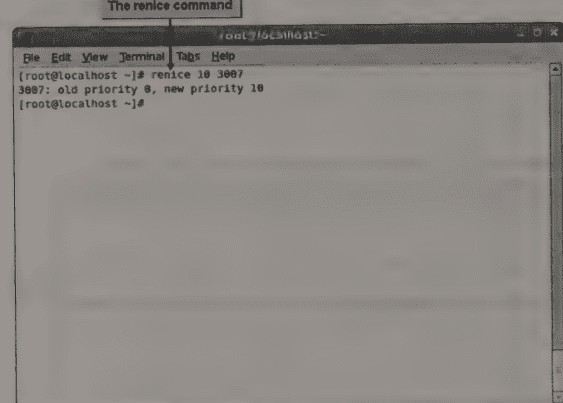 The renice command
root@localhost:~
File Edit View Terminal Tabs Help
[root@localhost ~]# renice 10 3007
3007: old priority 0, new priority 10
[root@localhost ~]#